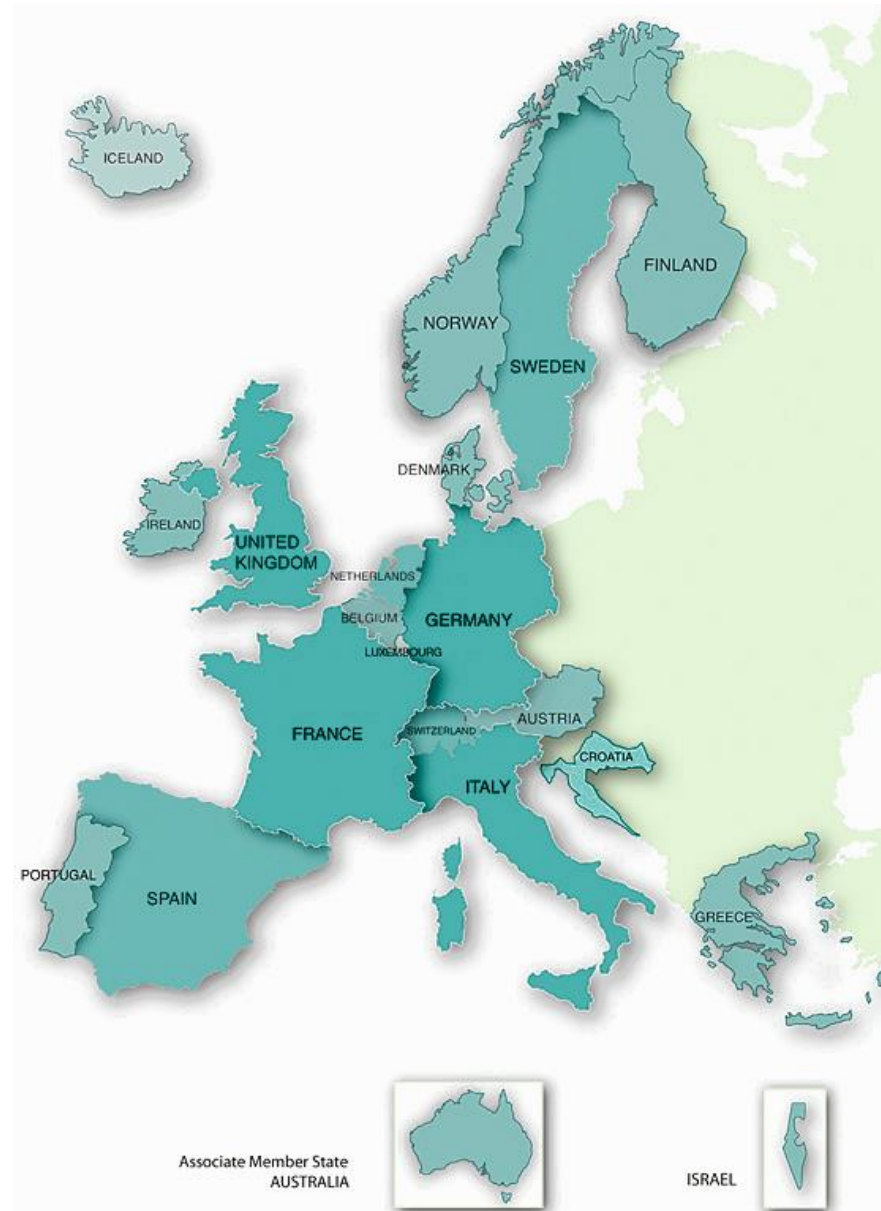 ICELAND
FINLAND
NORWAY
SWEDEN
DENMARK
IRELAND
UNITED
KINGDOM
NETHERLANDS
BELGIUM
GERMANY
LUXEMBOURG
FRANCE
SWITZERLAND
AUSTRIA
CROATIA
ITALY
PORTUGAL
SPAIN
GREECE
Associate Member State
AUSTRALIA
ISRAEL